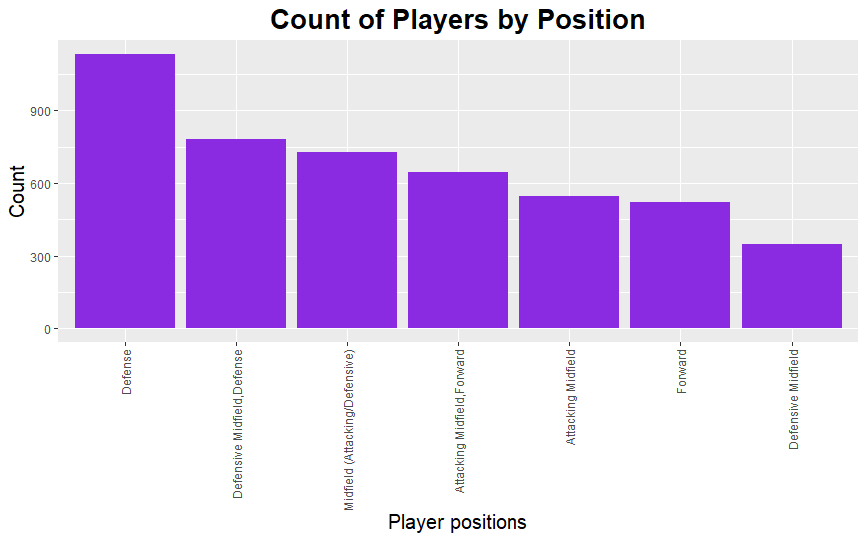 Count of Players by Position
Count
900
600
300
0
Defense
Defensive Midfield,Defense
Midfield (Attacking/Defensive)
Attacking Midfield,Forward
Attacking Midfield
Forward
Defensive Midfield
Player positions